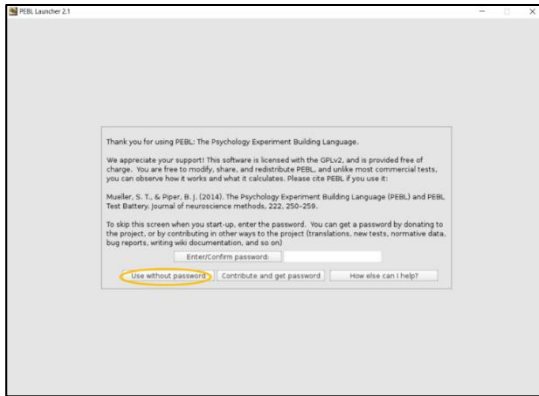 PEBL Launcher 2.1
Thank you for using PEBL: The Psychology Experiment Building Language.
We appreciate your support! This software is licensed with the GPLv2, and is provided free of
charge. You are free to modify, share, and redistribute PEBL, and unlike most commercial tests,
you can observe how it works and what it calculates. Please cite PEBL if you use it:
Mueller, S. T., & Piper, B. J. (2014). The Psychology Experiment Building Language (PEBL) and PEBL
Test Battery. Journal of neuroscience methods, 222, 250-259.
To skip this screen when you start-up, enter the password. You can get a password by donating to
the project, or by contributing in other ways to the project (translations, new tests, normative data,
bug reports, writing wiki documentation, and so on)
Enter/Confirm password:
Use without password Contribute and get password How else can I help?